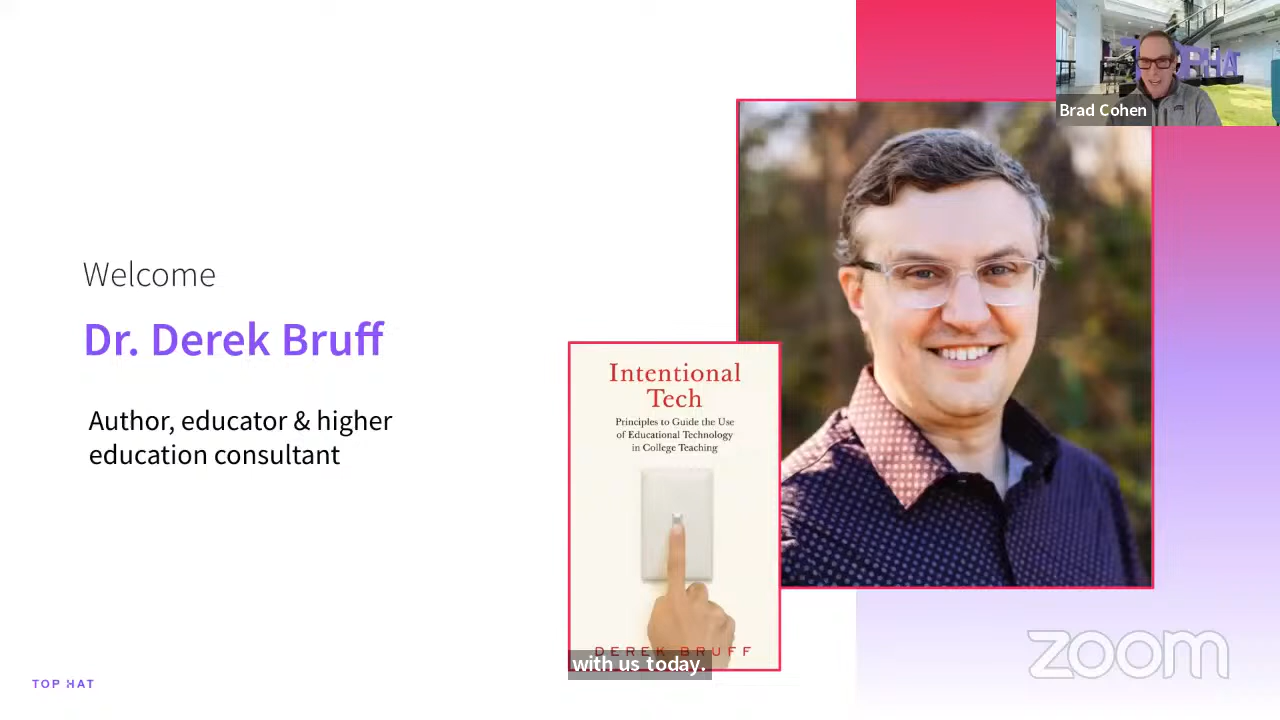 Welcome
Dr. Derek Bruff
Author, educator & higher
education consultant
Intentional
Tech
Principles to Guide the Use
of Educational Technology
in College Teaching
DEREK BRUFF
with us today.
TOP HAT
Brad Cohen
TOPHAT
zoom